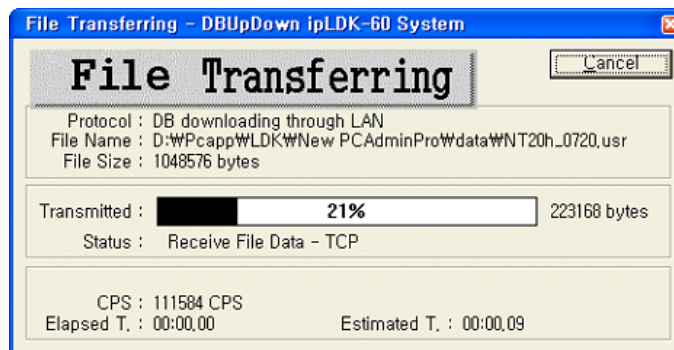 File Transferring - DBUpDown ipLDK-60 System
File Transferring
Cancel
Protocol : DB downloading through LAN
File Name : D:₩Pcapp₩LDK₩New PCAdminPro₩data₩NT20h_0720.usr
File Size : 1048576 bytes
Transmitted : 21% 223168 bytes
Status : Receive File Data - TCP
CPS : 111584 CPS
Elapsed T. : 00:00.00 Estimated T. : 00:00.09